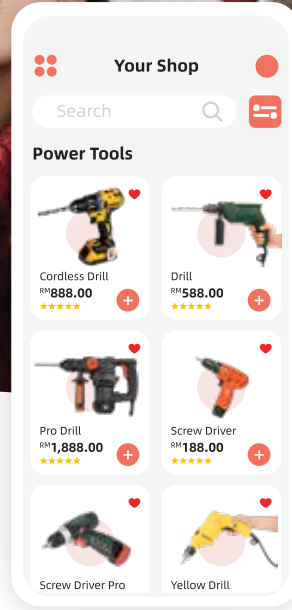 Your Shop
Search
Power Tools
Cordless Drill
RM888.00
Drill
RM588.00
Pro Drill
RM1,888.00
Screw Driver
RM188.00
Screw Driver Pro
Yellow Drill